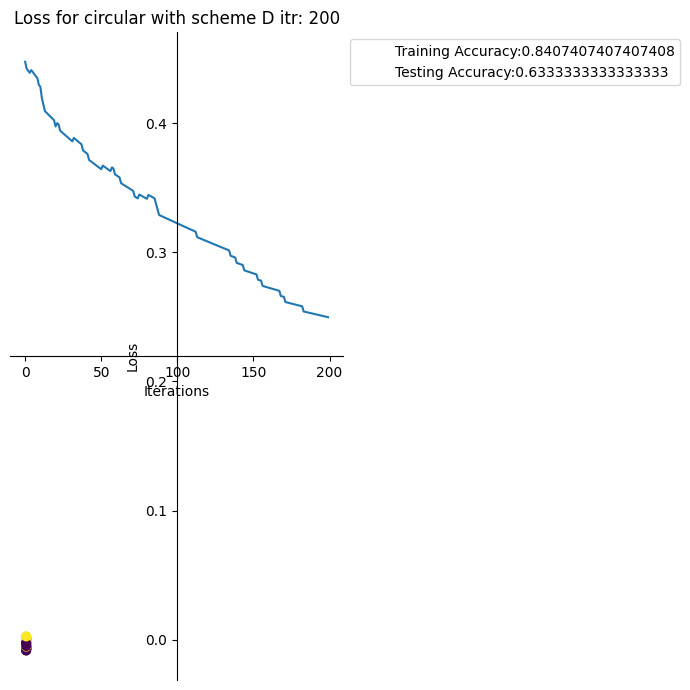 Loss for circular with scheme D itr: 200
Training Accuracy:0.8407407407407408
Testing Accuracy:0.6333333333333333
0.4
0.3
Loss
0 50 100 150 200
0.2
Iterations
0.1
0.0